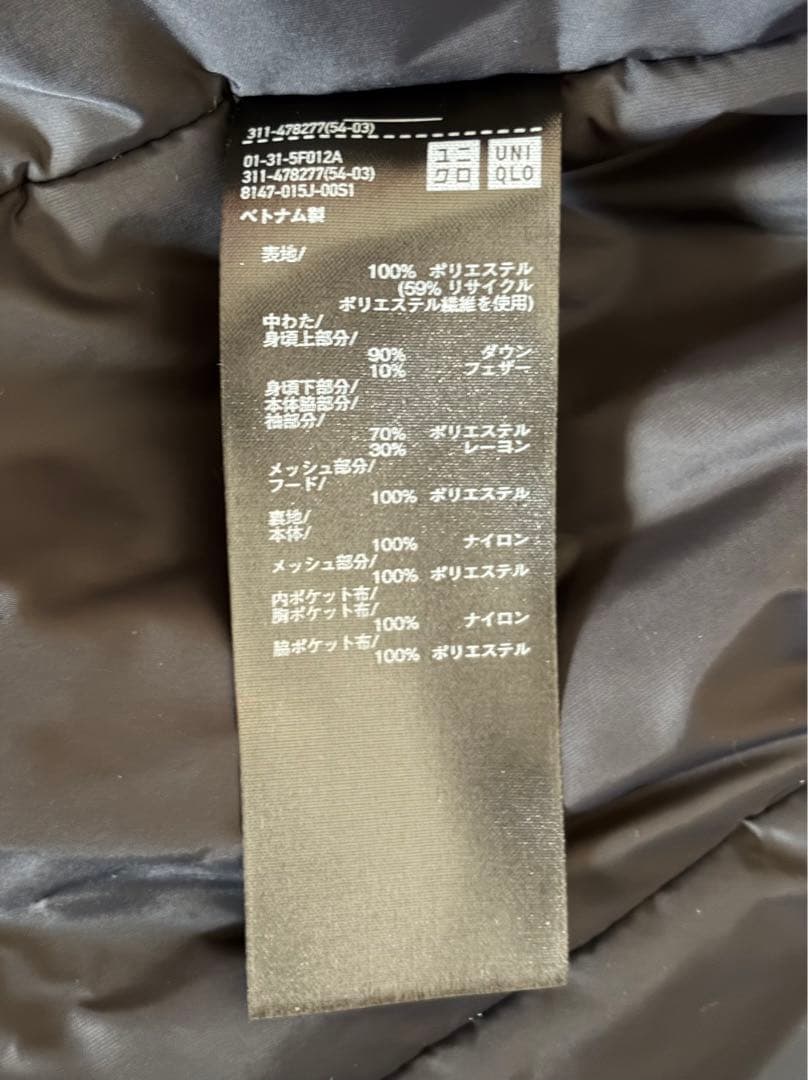 311-478277(54-03)
01-31-5F012A
311-478277(54-03)
8147-015J-00S1
ユニ
クロ
UNI
QLO
ベトナム製
表地/
100% ポリエステル
(59% リサイクル
ポリエステル繊維を使用)
中わた/
身頃上部分/
90% ダウン
10% フェザー
身頃下部分/
本体脇部分/
袖部分/
70% ポリエステル
30% レーヨン
メッシュ部分/
フード/
100% ポリエステル
裏地/
本体/
100% ナイロン
メッシュ部分/
100% ポリエステル
内ポケット布/
胸ポケット布/
100% ナイロン
脇ポケット布/
100% ポリエステル